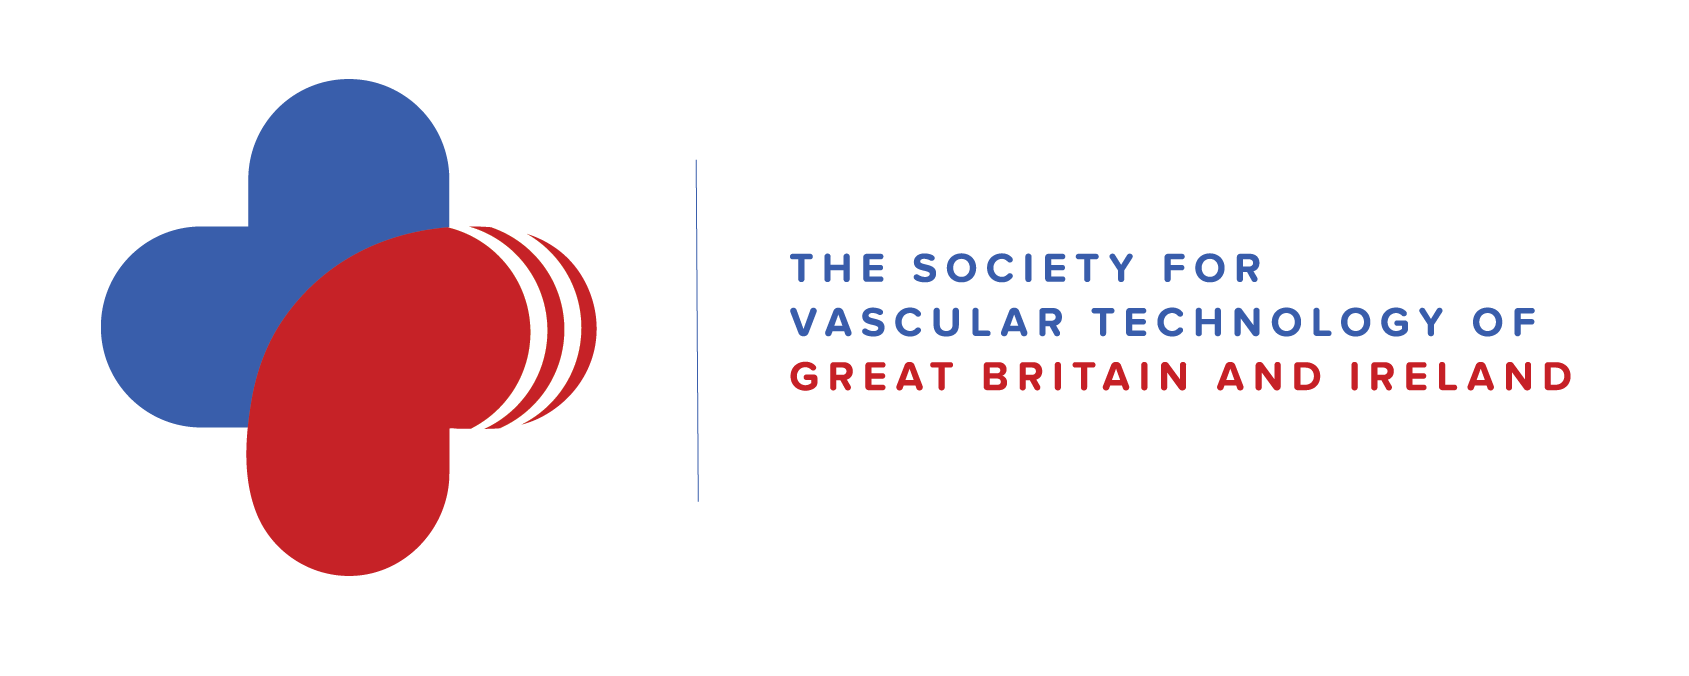 THE SOCIETY FOR
VASCULAR TECHNOLOGY OF
GREAT BRITAIN AND IRELAND